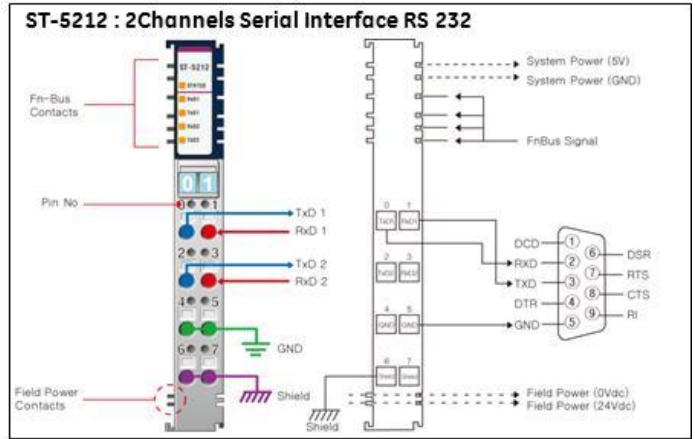 ST-5212 : 2Channels Serial Interface RS 232
ST-5212
STATUS
RxD1
TxD1
RxD2
TxD2
Fn-Bus
Contacts
0 1
Pin No
0 1
TxD 1
RxD 1
2 3
TxD 2
RxD 2
4 5
GND
6 7
Shield
Field Power
Contacts
System Power (5V)
System Power (GND)
FnBus Signal
0 1
TxD1 RxD1
2 3
TxD2 RxD2
4 5
GND GND
6 7
Shield Shield
Shield
DCD 1
6 DSR
RXD 2
7 RTS
TXD 3
8 CTS
DTR 4
9 RI
GND 5
Field Power (0Vdc)
Field Power (24Vdc)